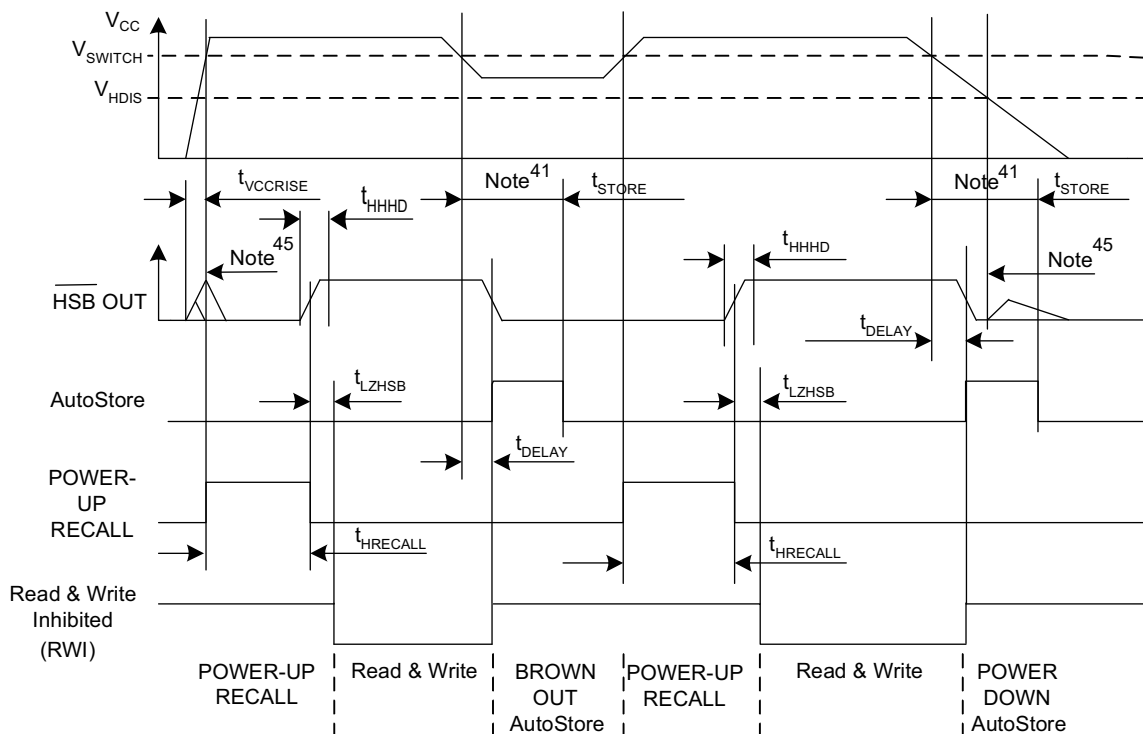 VCC
VSWITCH
VHDIS
tVCCRISE
Note41
tSTORE
Note41
tSTORE
tHHHD
Note45
tHHHD
Note45
HSB OUT
tDELAY
tLZHSB
tLZHSB
AutoStore
tDELAY
POWER-
UP
RECALL
tHRECALL
tHRECALL
Read & Write
Inhibited
(RWI)
POWER-UP
RECALL
Read & Write
BROWN
OUT
AutoStore
POWER-UP
RECALL
Read & Write
POWER
DOWN
AutoStore